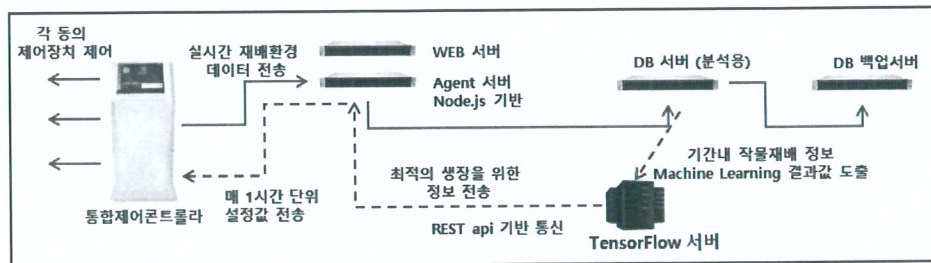 각 동의
제어장치 제어
실시간 재배환경
데이터 전송
WEB 서버
Agent 서버
Node.js 기반
DB 서버 (분석용)
DB 백업서버
기간내 작물재배 정보
Machine Learning 결과값 도출
최적의 생장을 위한
정보 전송
매 1시간 단위
설정값 전송
통합제어콘트롤라
REST api 기반 통신
TensorFlow 서버